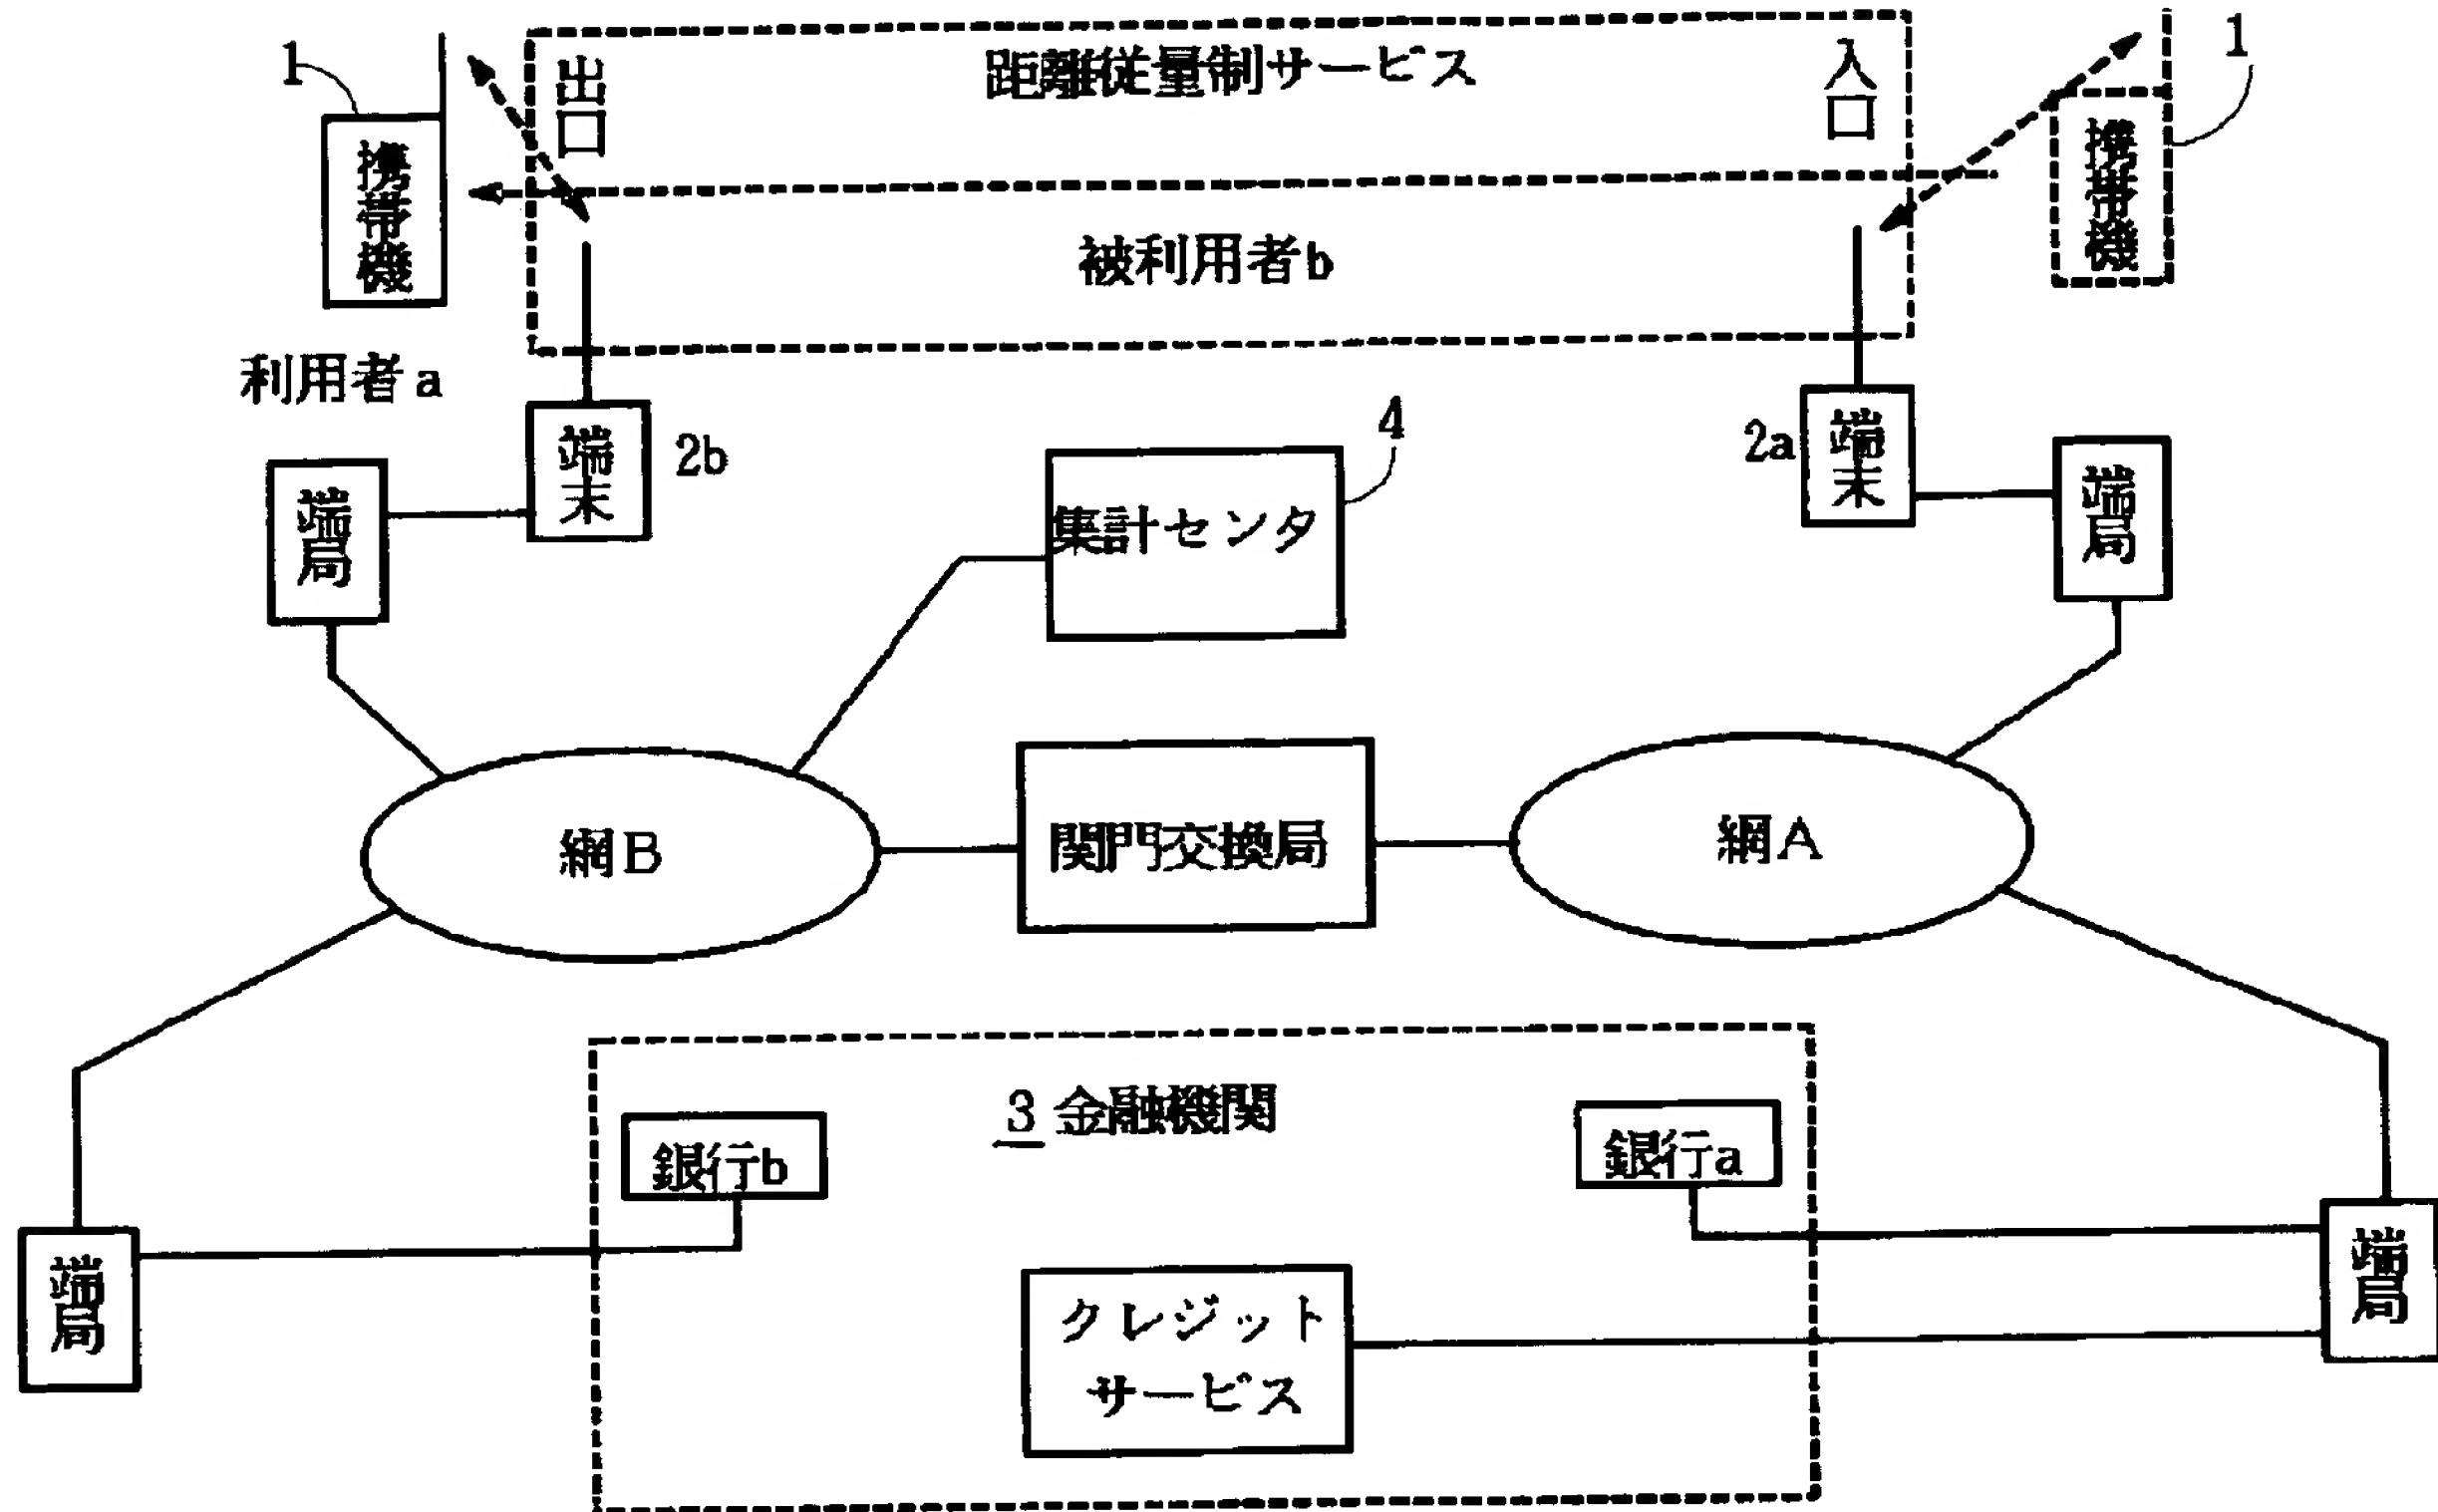 1
出口
距離従量制サービス
入口
1
携帯機
携帯機
被利用者b
利用者a
端末
2b
4
2a
端末
端局
集計センタ
端局
網B
関門交換局
網A
3 金融機関
銀行b
銀行a
端局
クレジット
サービス
端局